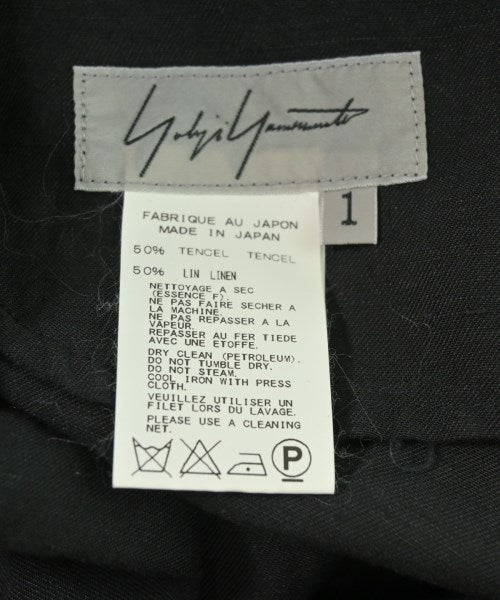 Yohji Yamamoto
1
FABRIQUE AU JAPON
MADE IN JAPAN
50% TENCEL TENCEL
50% LIN LINEN
NETTOYAGE A SEC
(ESSENCE F)
NE PAS FAIRE SECHER A
LA MACHINE.
NE PAS REPASSER A LA
VAPEUR.
REPASSER AU FER TIEDE
AVEC UNE ETOFFE.
DRY CLEAN (PETROLEUM).
DO NOT TUMBLE DRY.
DO NOT STEAM.
COOL IRON WITH PRESS
CLOTH.
VEUILLEZ UTILISER UN
FILET LORS DU LAVAGE.
PLEASE USE A CLEANING
NET.
P